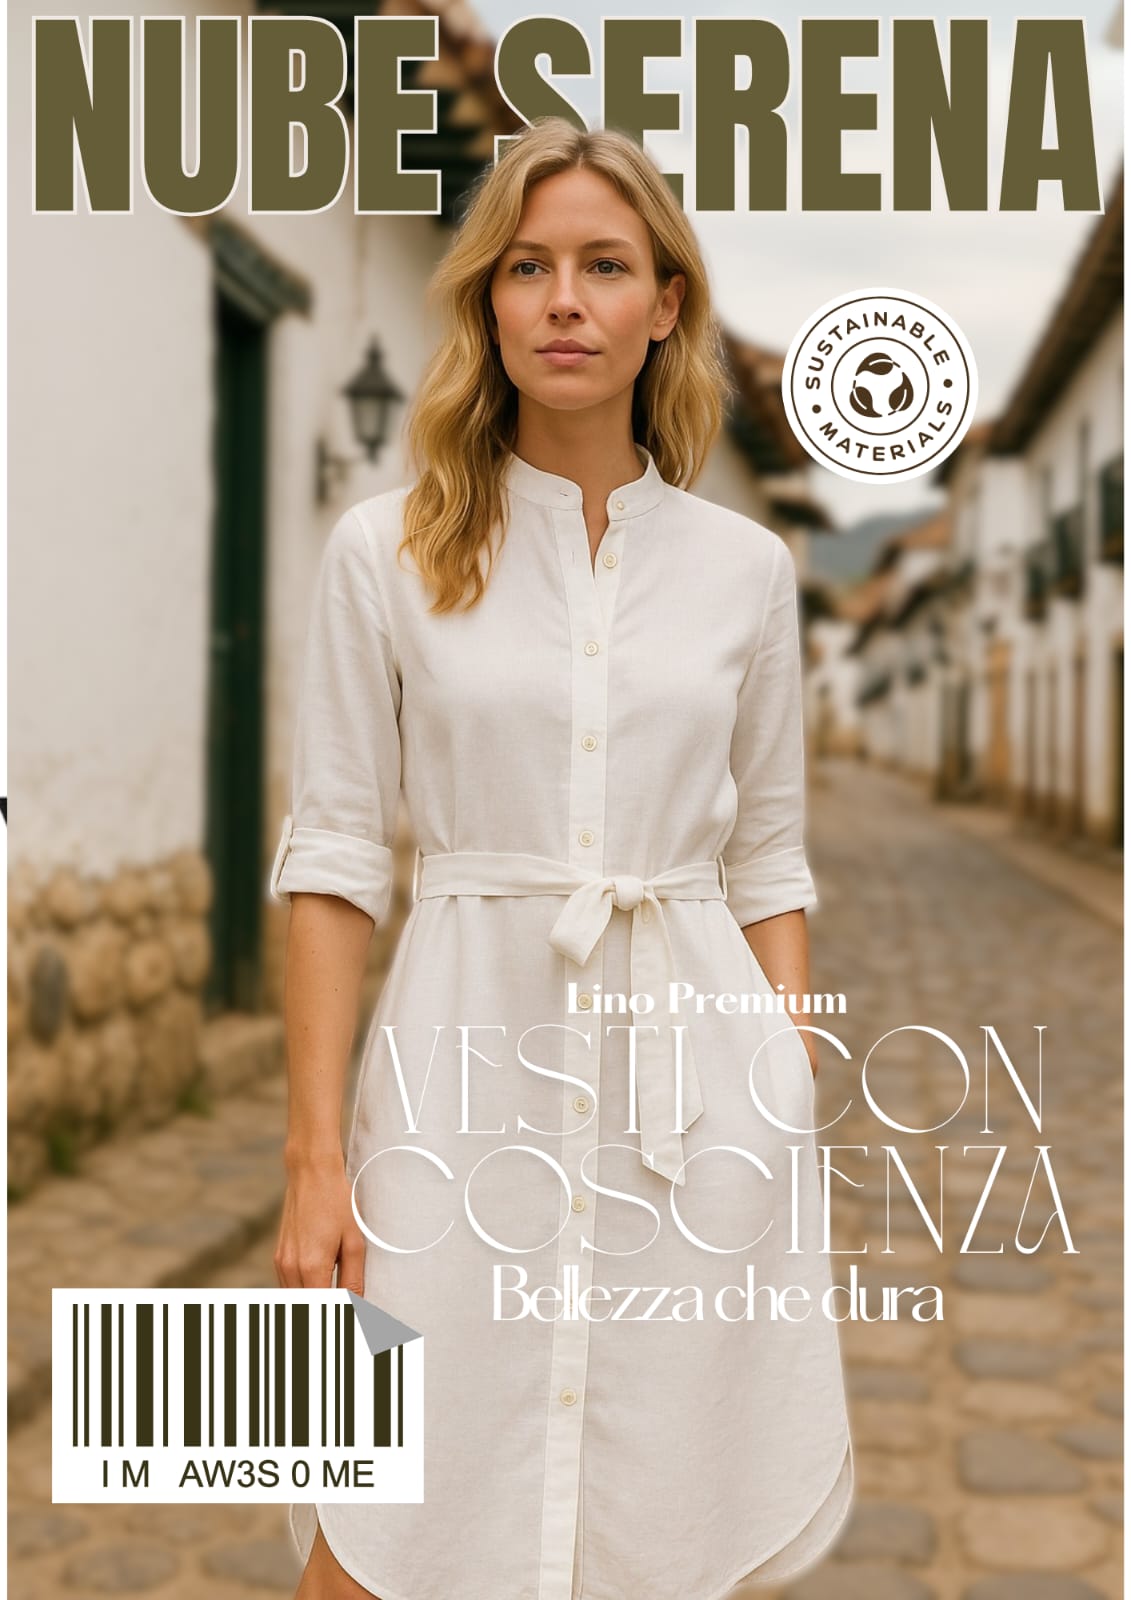 NUBE SERENA
SUSTAINABLE
MATERIALS
Lino Premium
VESTI CON
COSCIENZA
Bellezza che dura
I M AW3S 0 ME